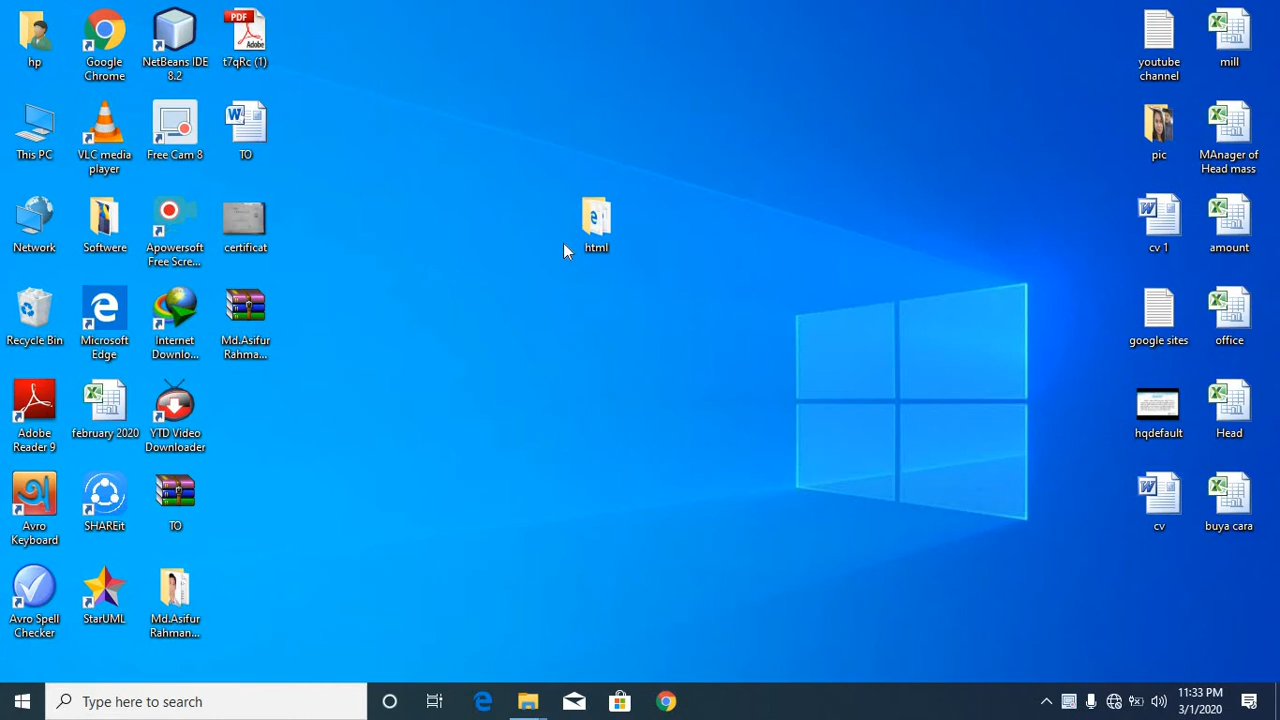 hp
Google
Chrome
NetBeans IDE
8.2
PDF
Adobe
t7qRc (1)
This PC
VLC media
player
Free Cam 8
TO
Network
Softwere
Apowersoft
Free Scre...
certificat
Recycle Bin
Microsoft
Edge
Internet
Downlo...
Md.Asifur
Rahma...
Adobe
Reader 9
february 2020
YTD Video
Downloader
Avro
Keyboard
SHAREit
TO
Avro Spell
Checker
StarUML
Md.Asifur
Rahman...
html
youtube
channel
mill
pic
MAnager of
Head mass
cv 1
amount
google sites
office
hqdefault
Head
cv
buya cara
Type here to search
11:33 PM
3/1/2020